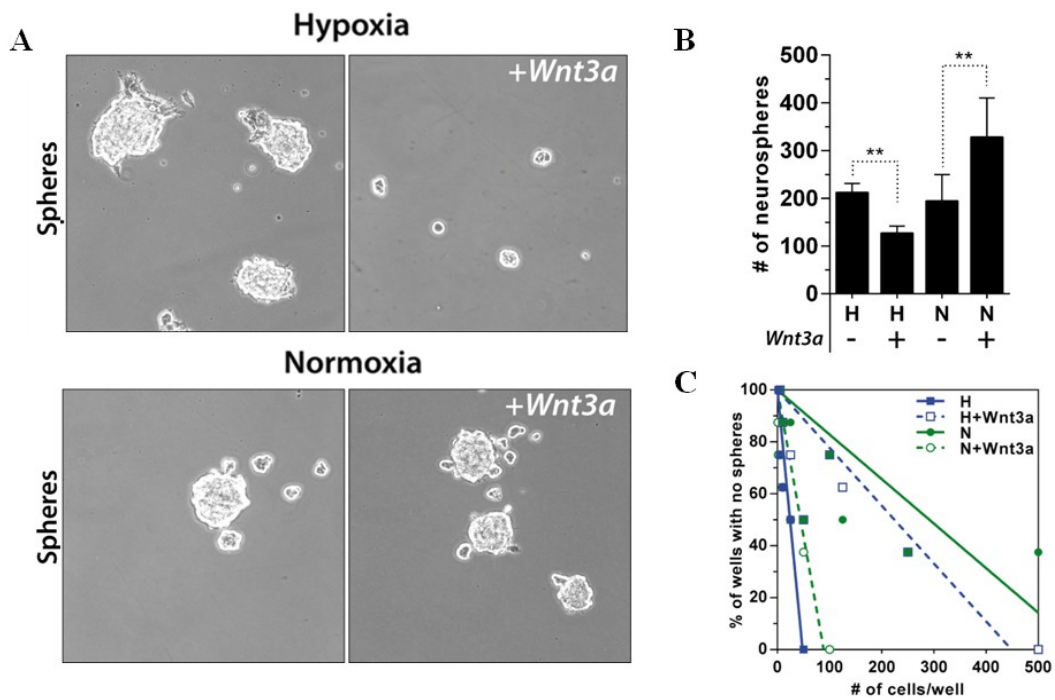 A
Hypoxia
Spheres
+Wnt3a
Normoxia
Spheres
+Wnt3a
B
# of neurospheres
500
400
300
200
100
0
**
**
H H N N
Wnt3a - + - +
C
% of wells with no spheres
100
80
60
40
20
0
H
H+Wnt3a
N
N+Wnt3a
0 100 200 300 400 500
# of cells/well